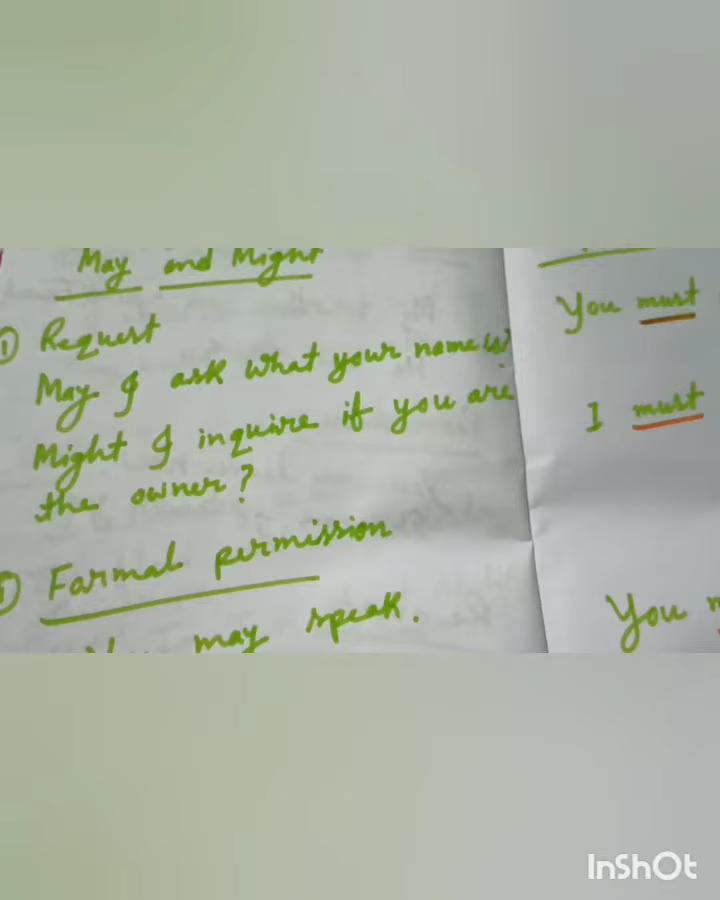 May and Might
① Request
May I ask what your name is?
Might I inquire if you are
the owner?
Formal permission
may speak.
You must
I must
You
InShOt